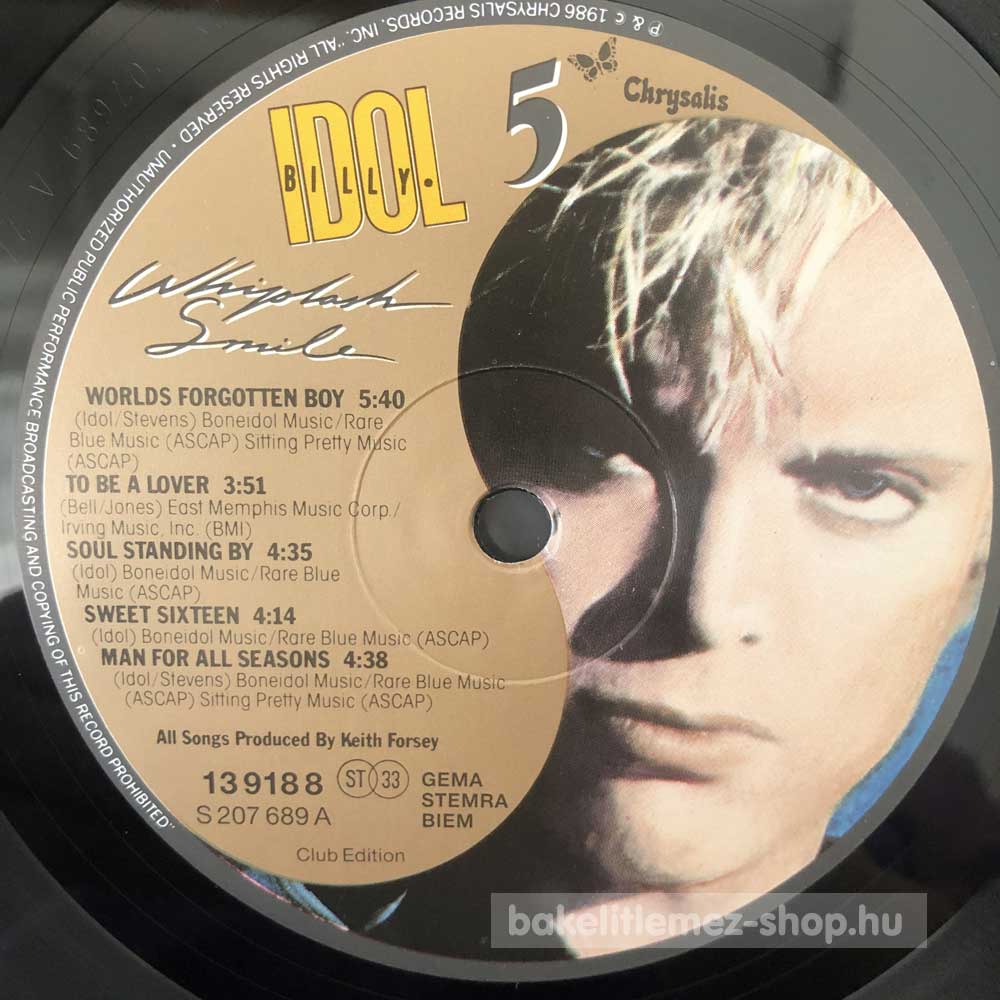 ℗ & © 1986 CHRYSALIS RECORDS, INC. "ALL RIGHTS RESERVED • UNAUTHORIZED PUBLIC PERFORMANCE BROADCASTING AND COPYING OF THIS RECORD PROHIBITED"
5
Chrysalis
IDOL
BILLY
Whiplash
Smile
WORLDS FORGOTTEN BOY 5:40
(Idol/Stevens) Boneidol Music/Rare
Blue Music (ASCAP) Sitting Pretty Music
(ASCAP)
TO BE A LOVER 3:51
(Bell/Jones) East Memphis Music Corp./
Irving Music, Inc. (BMI)
SOUL STANDING BY 4:35
(Idol) Boneidol Music/Rare Blue
Music (ASCAP)
SWEET SIXTEEN 4:14
(Idol) Boneidol Music/Rare Blue Music (ASCAP)
MAN FOR ALL SEASONS 4:38
(Idol/Stevens) Boneidol Music/Rare Blue Music
(ASCAP) Sitting Pretty Music (ASCAP)
All Songs Produced By Keith Forsey
13 918 8 ST 33 GEMA
STEMRA
S 207 689 A BIEM
Club Edition
bakelitlemez-shop.hu